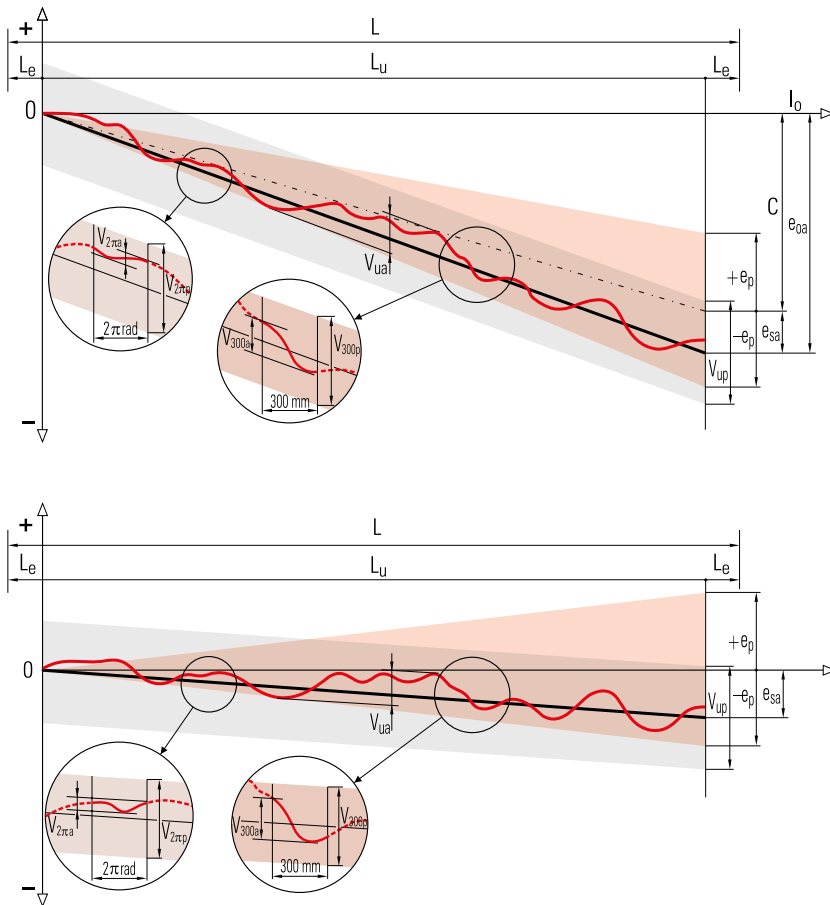 +
L
Lₑ Lᵤ Lₑ
0
l₀
C
eₒₐ
V₂πₐ
V₂πₚ
2π rad
Vᵤₐ
V₃₀₀ₐ
V₃₀₀ₚ
300 mm
+eₚ
−eₚ
eₛₐ
Vᵤₚ
−
+
L
Lₑ Lᵤ Lₑ
0
+eₚ
Vᵤₚ
−eₚ
eₛₐ
Vᵤₐ
V₂πₐ
V₂πₚ
2π rad
V₃₀₀ₐ
V₃₀₀ₚ
300 mm
−